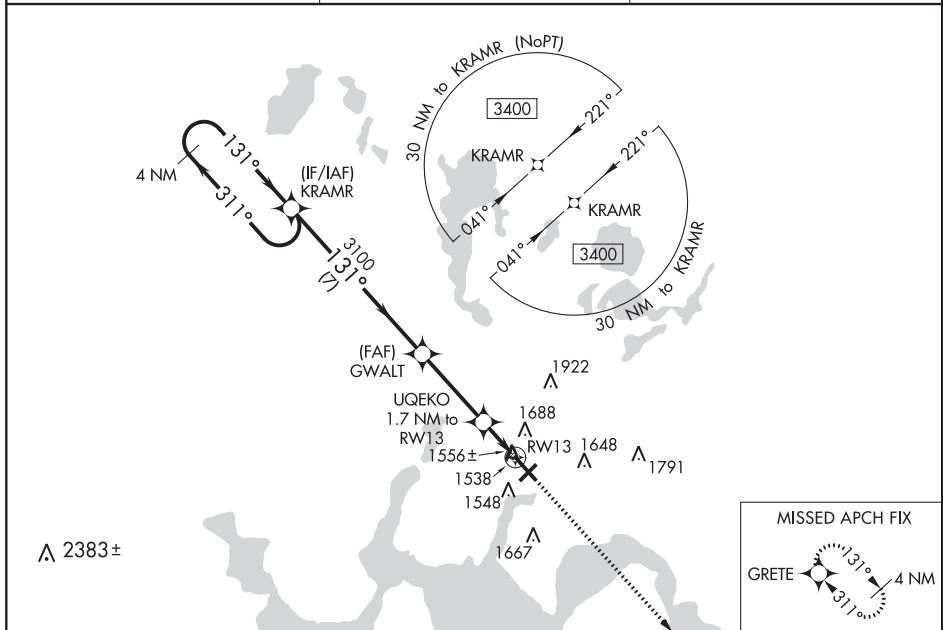 30 NM to KRAMR (NoPT)
3400
221°
KRAMR
041°
221°
KRAMR
041°
3400
30 NM to KRAMR
4 NM
131°
311°
(IF/IAF)
KRAMR
3100
131°
(7)
(FAF)
GWALT
UQEKO
1.7 NM to
RW13
1922
1688
RW13
1648
1791
1556±
1538
1548
1667
2383±
MISSED APCH FIX
GRETE
131°
4 NM
311°